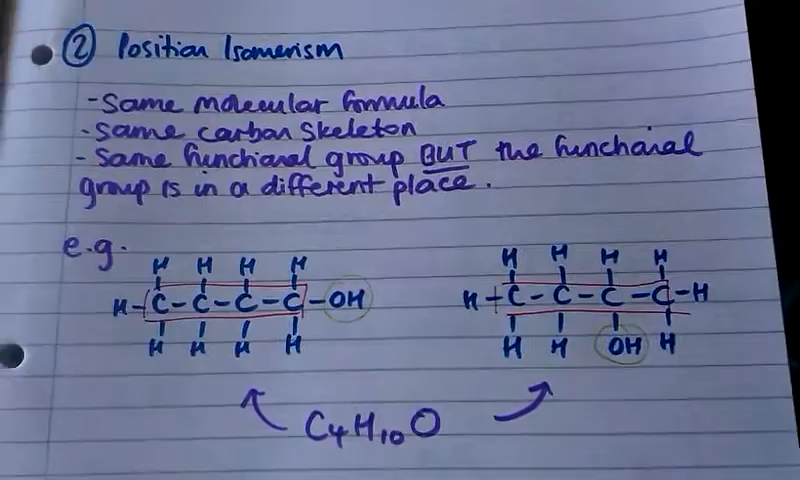 ② Position Isomerism
- Same molecular formula
- Same carbon skeleton
- Same functional group BUT the functional
group is in a different place.
e.g.
H H H H
H-C-C-C-C-OH
H H H H
H H H H
H-C-C-C-C-H
H H OH H
C₄H₁₀O